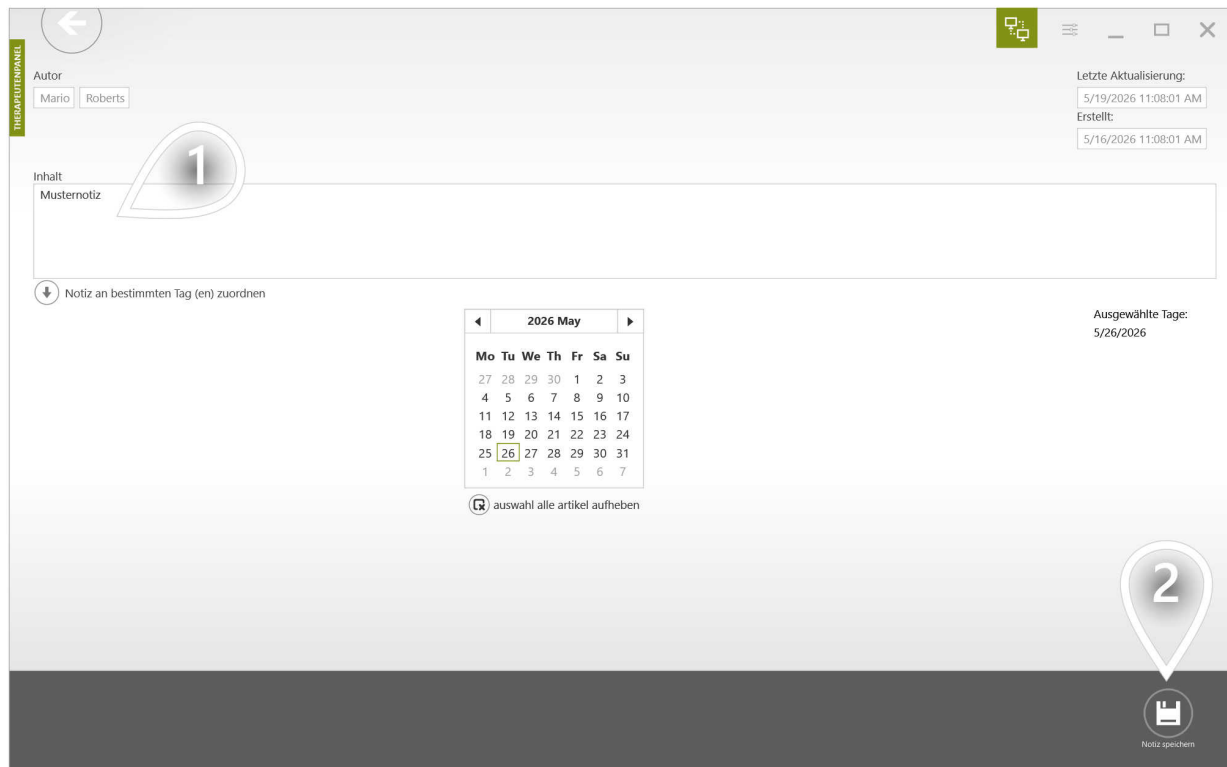 THERAPEUTENPANEL
Autor
Mario Roberts
Letzte Aktualisierung:
5/19/2026 11:08:01 AM
Erstellt:
5/16/2026 11:08:01 AM
1
Inhalt
Musternotiz
Notiz an bestimmten Tag (en) zuordnen
2026 May
Mo Tu We Th Fr Sa Su
27 28 29 30 1 2 3
4 5 6 7 8 9 10
11 12 13 14 15 16 17
18 19 20 21 22 23 24
25 26 27 28 29 30 31
1 2 3 4 5 6 7
auswahl alle artikel aufheben
Ausgewählte Tage:
5/26/2026
2
Notiz speichern